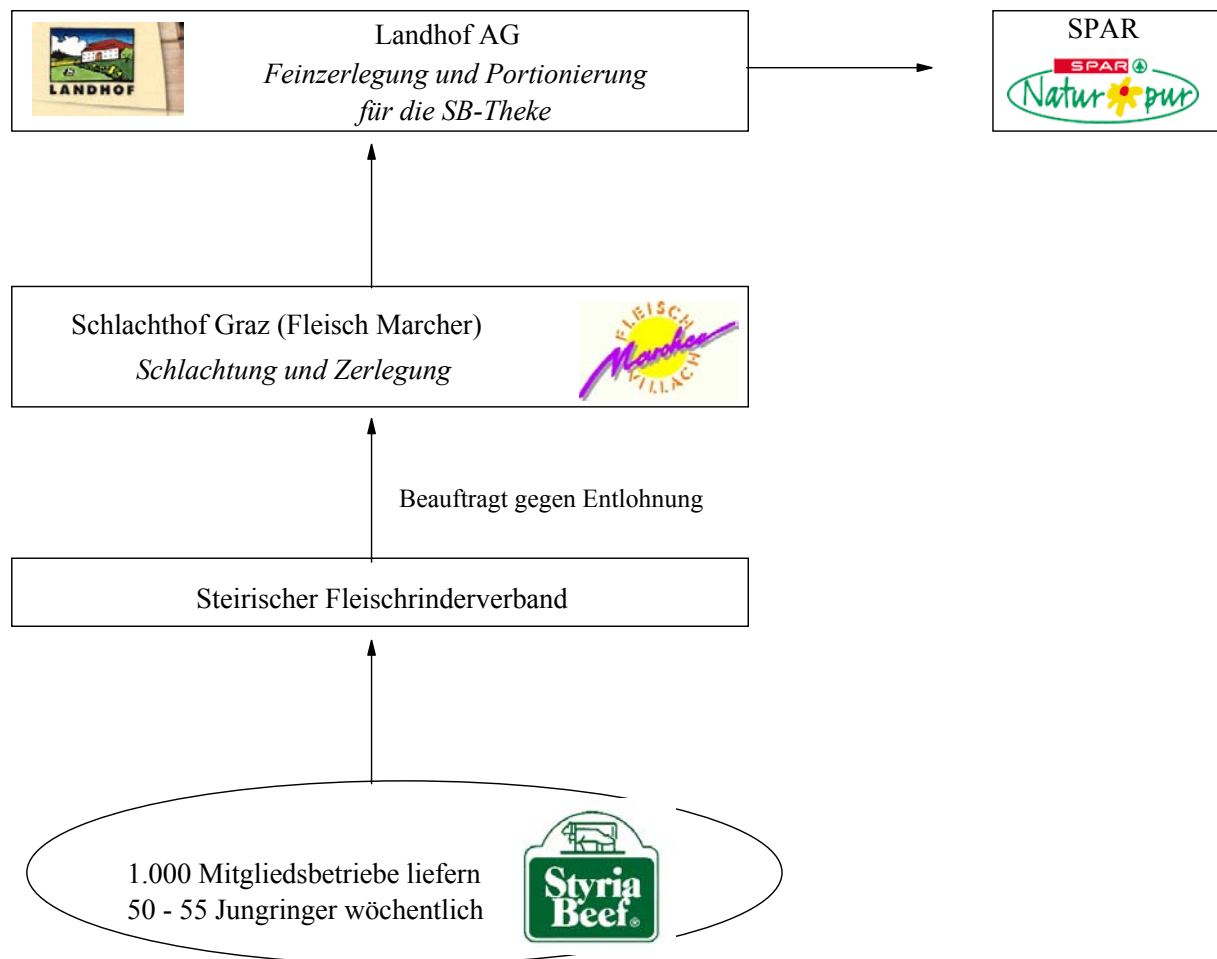 LANDHOF
Landhof AG
Feinzerlegung und Portionierung
für die SB-Theke
SPAR
SPAR
Natur pur
Schlachthof Graz (Fleisch Marcher)
Schlachtung und Zerlegung
FLEISCH
Marcher
VILLACH
Beauftragt gegen Entlohnung
Steirischer Fleischrinderverband
1.000 Mitgliedsbetriebe liefern
50 - 55 Jungringer wöchentlich
Styria
Beef®